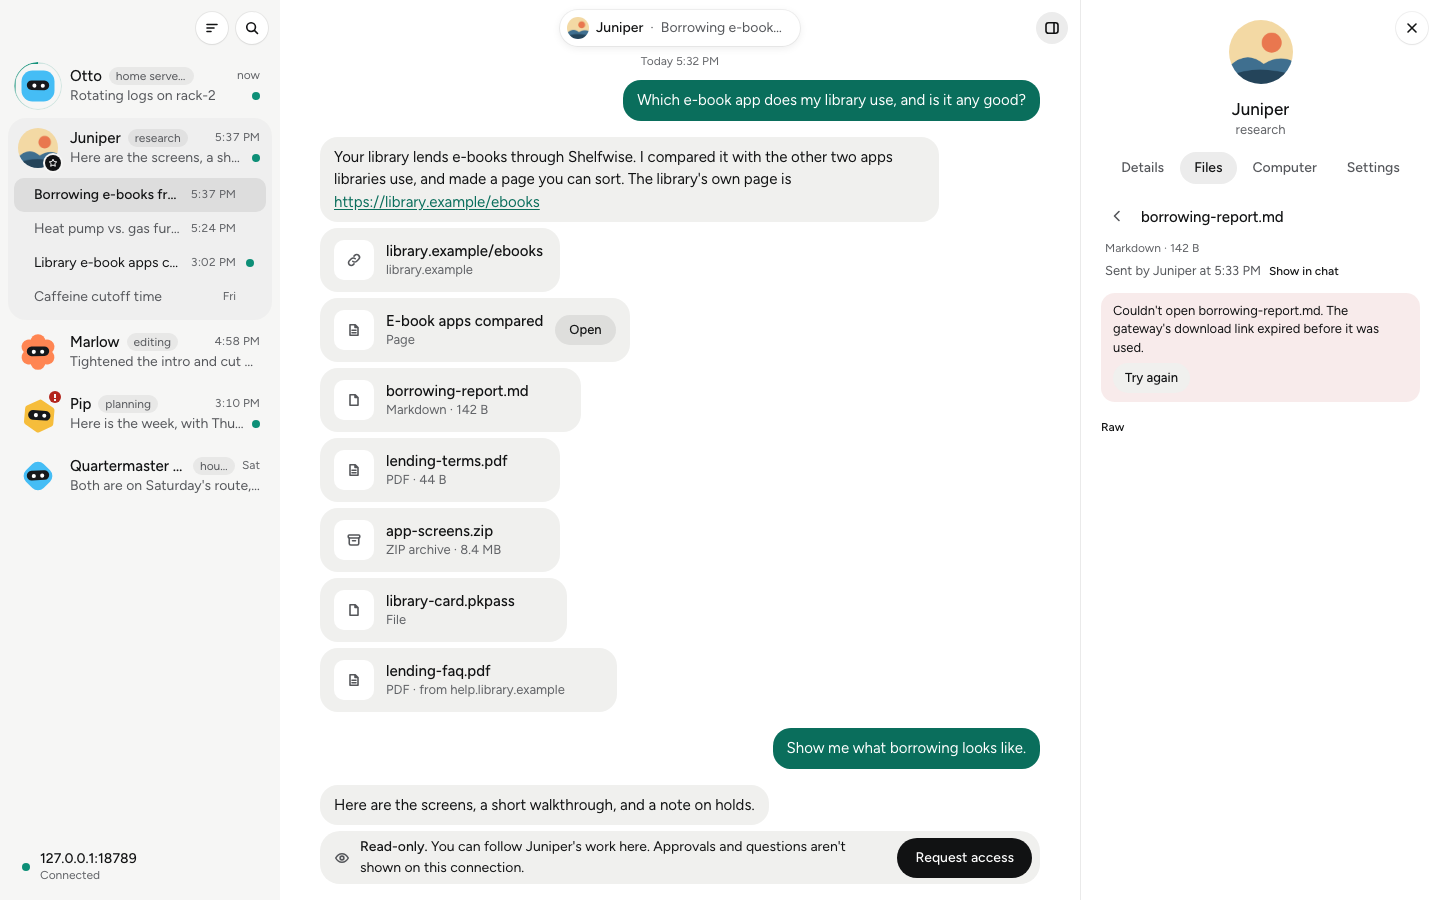 Otto home serve... now
Rotating logs on rack-2
Juniper research 5:37 PM
Here are the screens, a sh...
Borrowing e-books fr... 5:37 PM
Heat pump vs. gas fur... 5:24 PM
Library e-book apps c... 3:02 PM
Caffeine cutoff time Fri
Marlow editing 4:58 PM
Tightened the intro and cut ...
Pip planning 3:10 PM
Here is the week, with Thu...
Quartermaster ... hou... Sat
Both are on Saturday's route,...
127.0.0.1:18789
Connected
Juniper · Borrowing e-book...
Today 5:32 PM
Which e-book app does my library use, and is it any good?
Your library lends e-books through Shelfwise. I compared it with the other two apps
libraries use, and made a page you can sort. The library's own page is
https://library.example/ebooks
library.example/ebooks
library.example
E-book apps compared
Page
Open
borrowing-report.md
Markdown · 142 B
lending-terms.pdf
PDF · 44 B
app-screens.zip
ZIP archive · 8.4 MB
library-card.pkpass
File
lending-faq.pdf
PDF · from help.library.example
Show me what borrowing looks like.
Here are the screens, a short walkthrough, and a note on holds.
Read-only. You can follow Juniper's work here. Approvals and questions aren't
shown on this connection.
Request access
Juniper
research
Details Files Computer Settings
borrowing-report.md
Markdown · 142 B
Sent by Juniper at 5:33 PM Show in chat
Couldn't open borrowing-report.md. The
gateway's download link expired before it was
used.
Try again
Raw